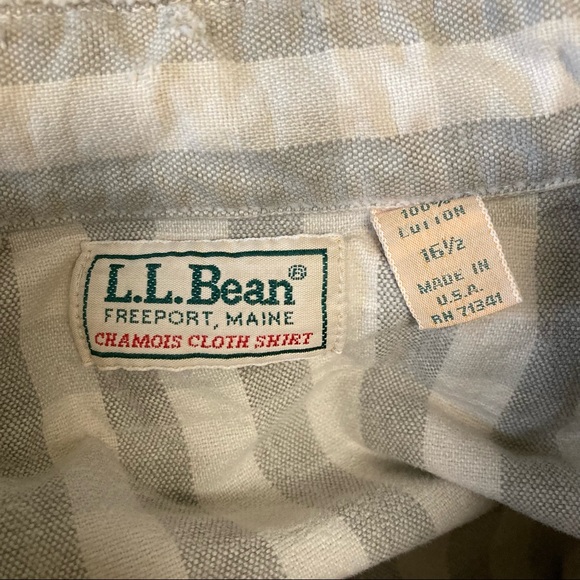 L.L.Bean®
FREEPORT, MAINE
CHAMOIS CLOTH SHIRT
100%
COTTON
16½
MADE IN
U.S.A.
RN 71341